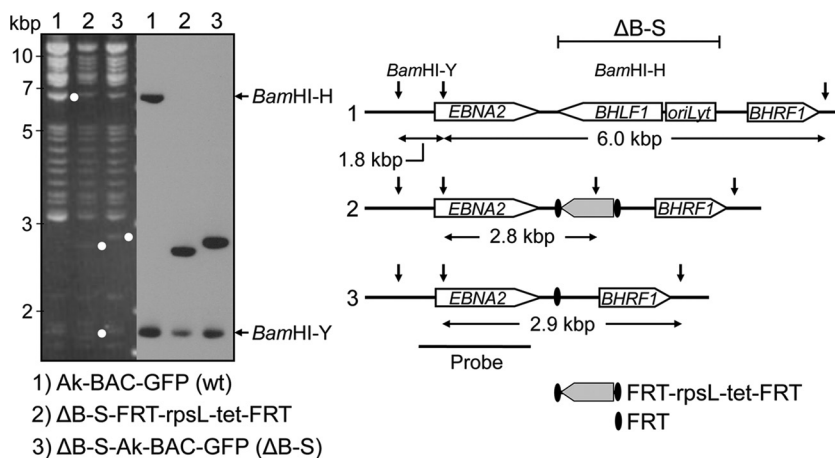 kbp 1 2 3 1 2 3
10
7
5
3
2
BamHI-H
BamHI-Y
1) Ak-BAC-GFP (wt)
2) ΔB-S-FRT-rpsL-tet-FRT
3) ΔB-S-Ak-BAC-GFP (ΔB-S)
ΔB-S
BamHI-Y BamHI-H
1 EBNA2 BHLF1 oriLyt BHRF1
1.8 kbp 6.0 kbp
2 EBNA2 BHRF1
2.8 kbp
3 EBNA2 BHRF1
2.9 kbp
Probe
FRT-rpsL-tet-FRT
FRT